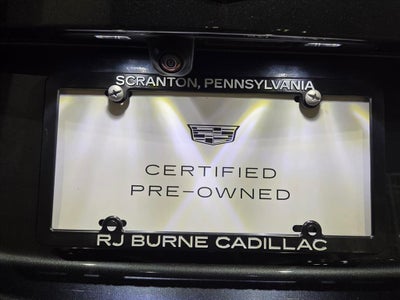 SCRANTON, PENNSYLVANIA
CERTIFIED
PRE-OWNED
RJ BURNE CADILLAC